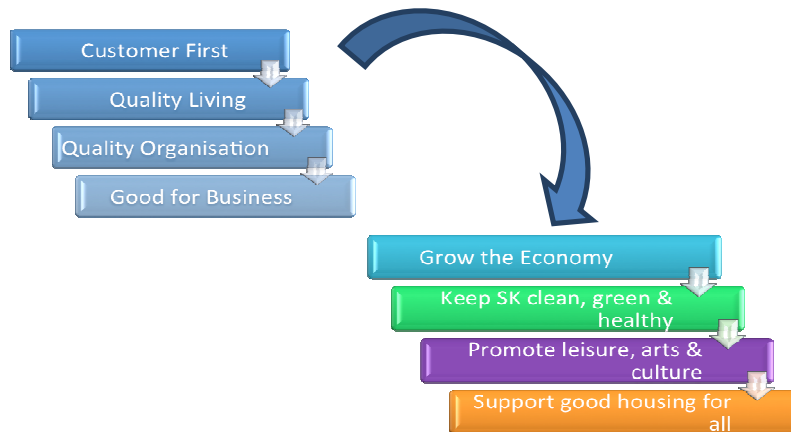 Customer First
Quality Living
Quality Organisation
Good for Business
Grow the Economy
Keep SK clean, green &
healthy
Promote leisure, arts &
culture
Support good housing for
all